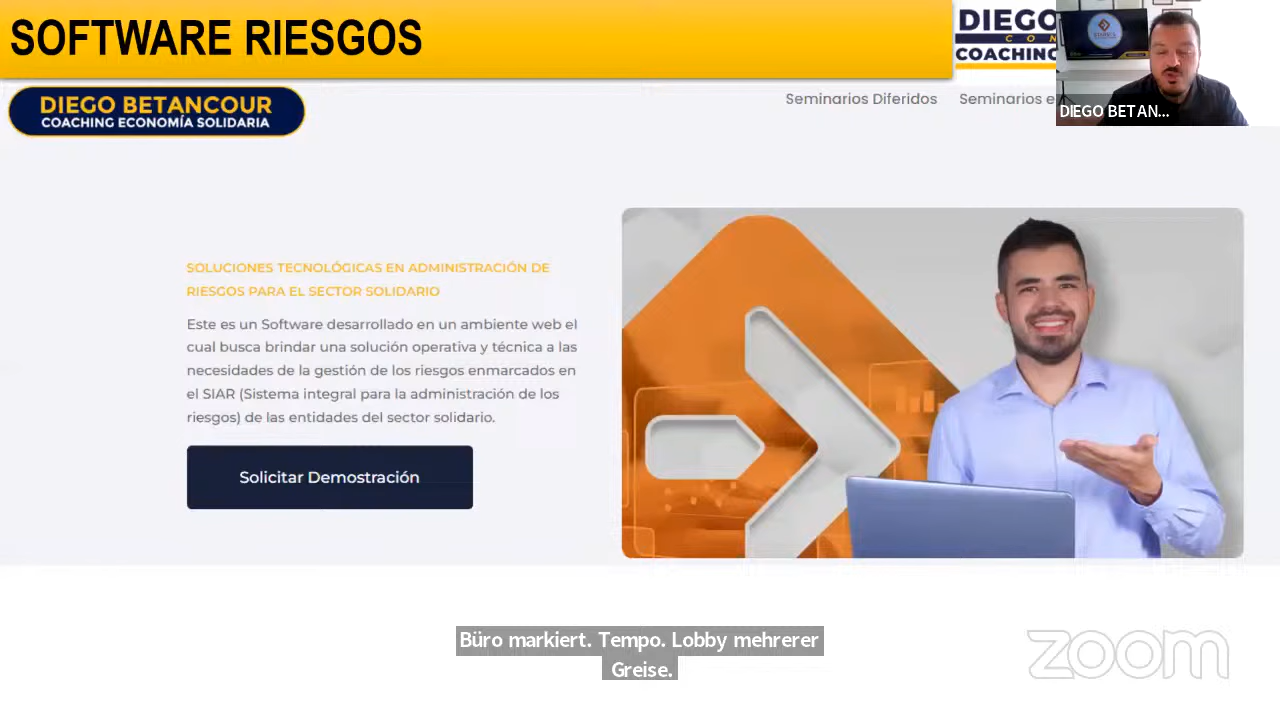 SOFTWARE RIESGOS
DIEGO
CON
COACHING
DIEGO BETANCOUR
COACHING ECONOMÍA SOLIDARIA
Seminarios Diferidos
Seminarios e
DIEGO BETAN...
SOLUCIONES TECNOLÓGICAS EN ADMINISTRACIÓN DE
RIESGOS PARA EL SECTOR SOLIDARIO
Este es un Software desarrollado en un ambiente web el
cual busca brindar una solución operativa y técnica a las
necesidades de la gestión de los riesgos enmarcados en
el SIAR (Sistema integral para la administración de los
riesgos) de las entidades del sector solidario.
Solicitar Demostración
Büro markiert. Tempo. Lobby mehrerer
Greise.
zoom